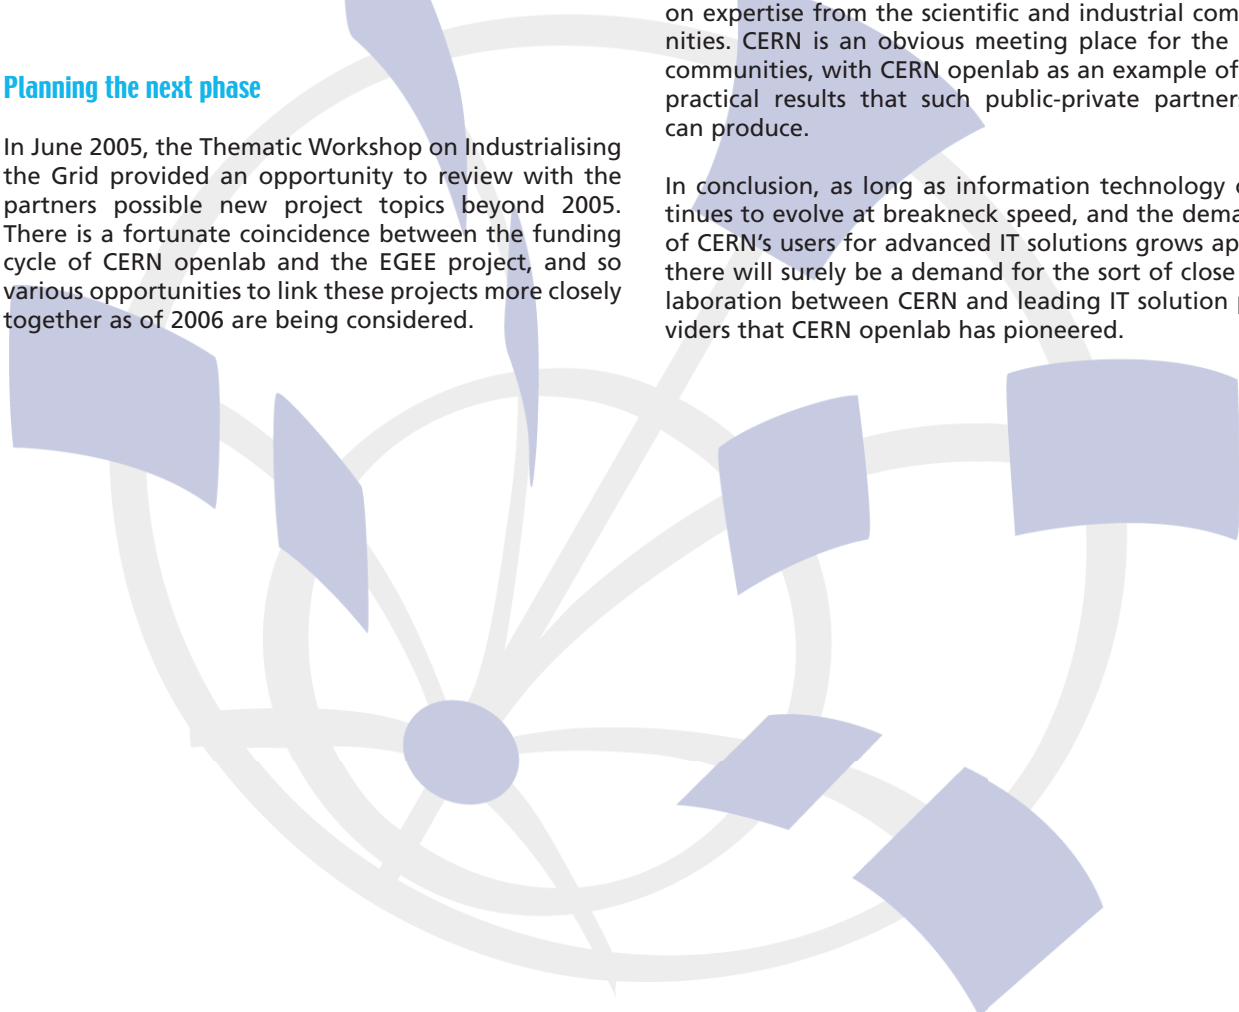 Planning the next phase
In June 2005, the Thematic Workshop on Industrialising
the Grid provided an opportunity to review with the
partners possible new project topics beyond 2005.
There is a fortunate coincidence between the funding
cycle of CERN openlab and the EGEE project, and so
various opportunities to link these projects more closely
together as of 2006 are being considered.
on expertise from the scientific and industrial com
nities. CERN is an obvious meeting place for the
communities, with CERN openlab as an example of
practical results that such public-private partners
can produce.
In conclusion, as long as information technology
tinues to evolve at breakneck speed, and the dema
of CERN's users for advanced IT solutions grows ap
there will surely be a demand for the sort of close
laboration between CERN and leading IT solution
viders that CERN openlab has pioneered.